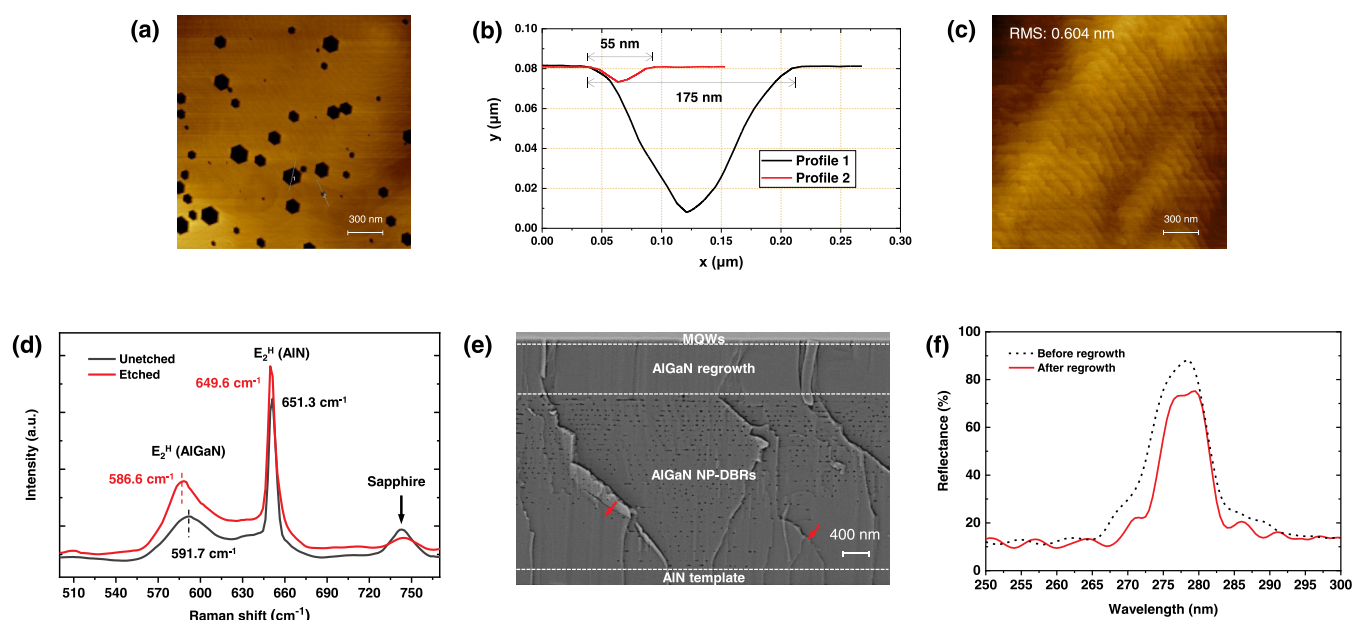 (a)
300 nm
(b)
y (µm)
0.10
0.08
0.06
0.04
0.02
0.00
55 nm
175 nm
Profile 1
Profile 2
0.00 0.05 0.10 0.15 0.20 0.25 0.30
x (µm)
(c)
RMS: 0.604 nm
300 nm
(d)
Intensity (a.u.)
Unetched
Etched
E₂ᴴ (AlN)
649.6 cm⁻¹
651.3 cm⁻¹
E₂ᴴ (AlGaN)
586.6 cm⁻¹
591.7 cm⁻¹
Sapphire
510 540 570 600 630 660 690 720 750
Raman shift (cm⁻¹)
(e)
MQWs
AlGaN regrowth
AlGaN NP-DBRs
400 nm
AlN template
(f)
Reflectance (%)
100
80
60
40
20
0
Before regrowth
After regrowth
250 255 260 265 270 275 280 285 290 295 300
Wavelength (nm)